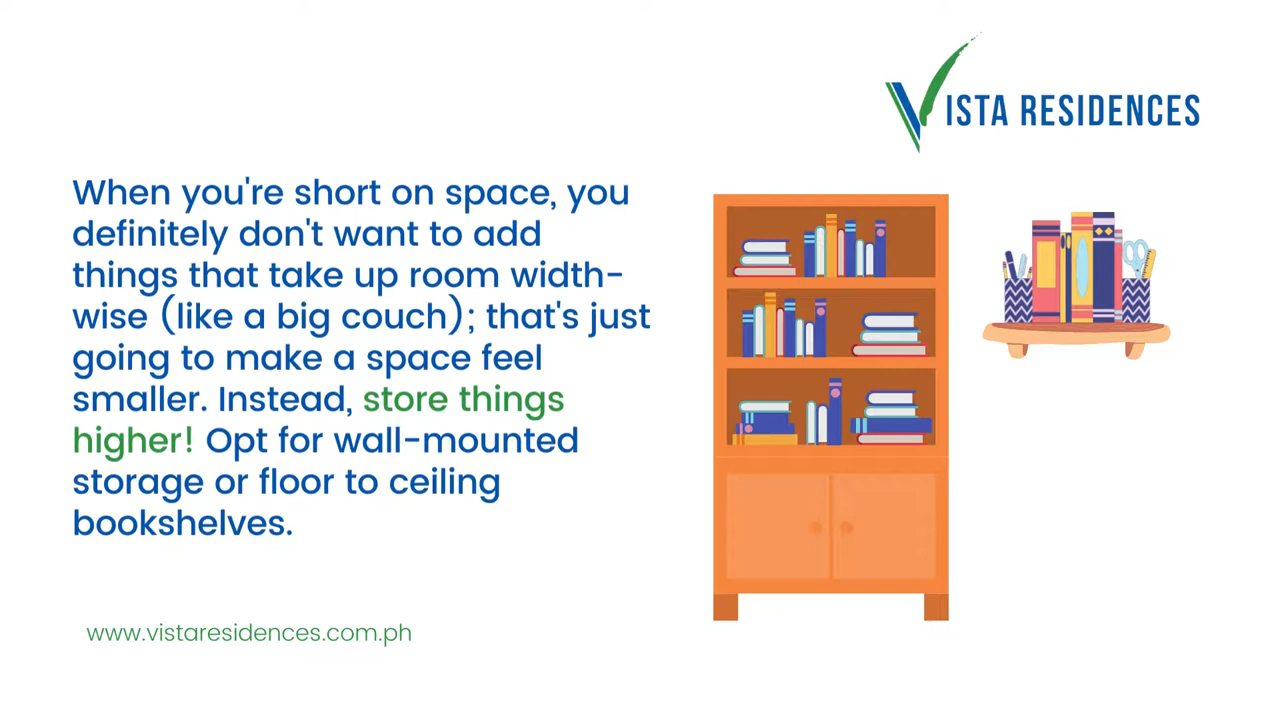 VISTA RESIDENCES
When you're short on space, you
definitely don't want to add
things that take up room width-
wise (like a big couch); that's just
going to make a space feel
smaller. Instead, store things
higher! Opt for wall-mounted
storage or floor to ceiling
bookshelves.
www.vistaresidences.com.ph